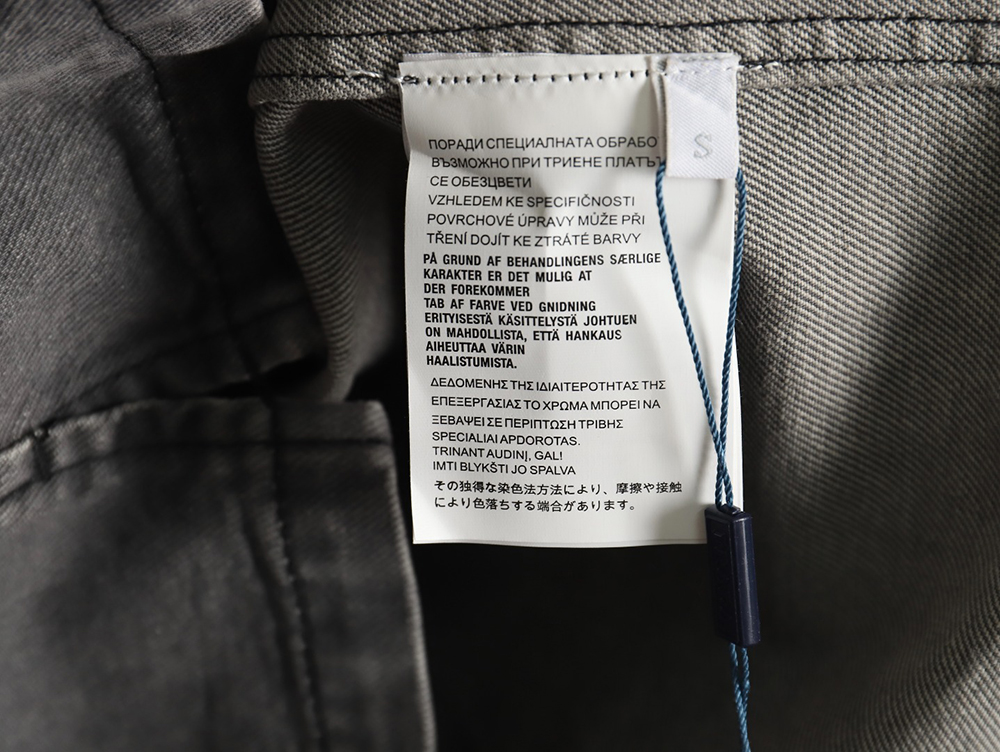 ПОРАДИ СПЕЦИАЛНАТА
ВЪЗМОЖНО ПРИ ТРИЕНЕ
СЕ ОБЕЗЦВЕТИ
VZHLEDEM KE SPECIFIČNOSTI
POVRCHOVÉ ÚPRAVY MŮŽE PŘI
TŘENÍ DOJÍT KE ZTRÁTĚ BARVY
PÅ GRUND AF BEHANDLINGENS SÆRLIGE
KARAKTER ER DET MULIG AT
DER FOREKOMMER
TAB AF FARVE VED GNIDNING
ERITYISESTÄ KÄSITTELYSTÄ JOHTUEN
ON MAHDOLLISTA, ETTÄ HANKAUS
AIHEUTTAA VÄRIN
HAALISTUMISTA.
ΔΕΔΟΜΕΝΗΣ ΤΗΣ ΙΔΙΑΙΤΕΡΟΤΗΤΑΣ ΤΗΣ
ΕΠΕΞΕΡΓΑΣΙΑΣ ΤΟ ΧΡΩΜΑ ΜΠΟΡΕΙ ΝΑ
ΞΕΒΑΨΕΙ ΣΕ ΠΕΡΙΠΤΩΣΗ ΤΡΙΒΗΣ
SPECIALIAI APDOROTAS.
TRINANT AUDINĮ, GALI
IMTI BLYKŠTI JO SPALVA
その独得な染色法方法により、摩擦や接触
により色落ちする端合があります。
S